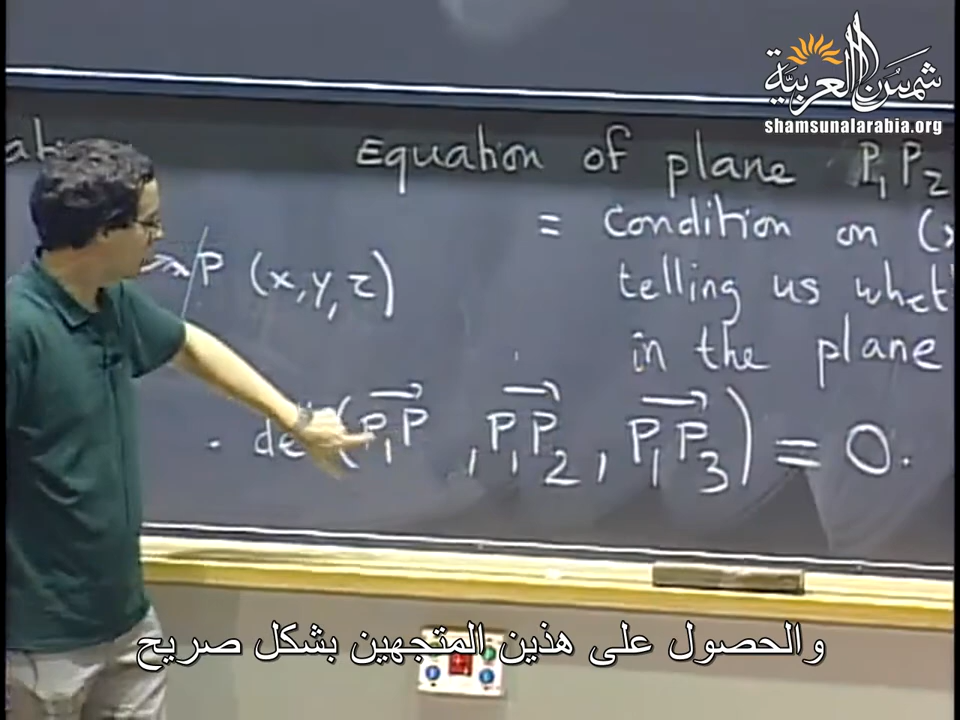 شمس العربية
shamsunalarabia.org
Equation of plane P₁P₂
= Condition on (x
P (x,y,z)
telling us
in the plane
. det(P₁P, P₁P₂, P₁P₃) = 0.
والحصول على هذين المتجهين بشكل صريح